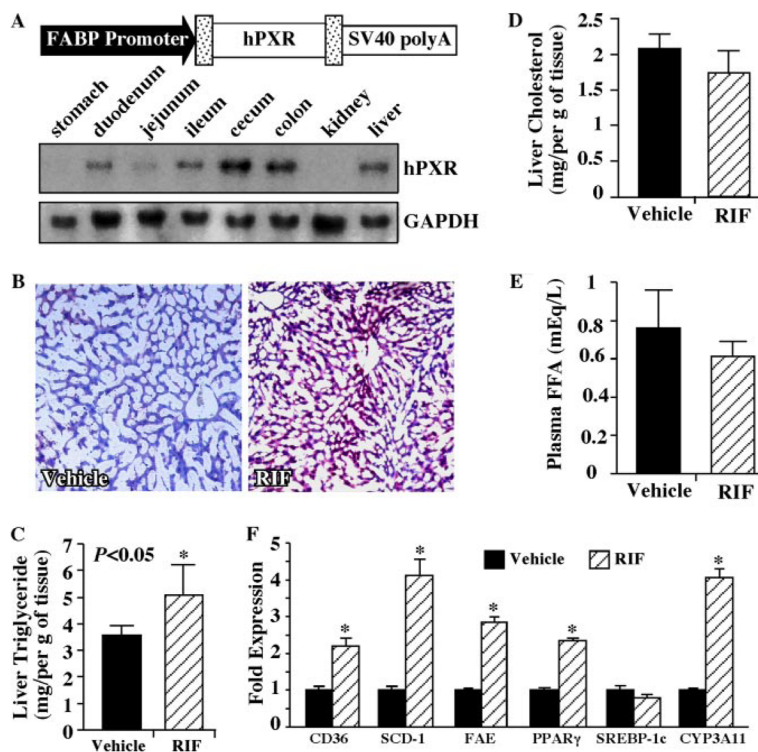 A
FABP Promoter hPXR SV40 polyA
stomach duodenum jejunum ileum cecum colon kidney liver
hPXR
GAPDH
B
Vehicle RIF
C
P<0.05 *
Liver Triglyceride
(mg/per g of tissue)
7
6
5
4
3
2
1
0
Vehicle RIF
D
Liver Cholesterol
(mg/per g of tissue)
2.5
2
1.5
1
0.5
0
Vehicle RIF
E
Plasma FFA (mEq/L)
1
0.8
0.6
0.4
0.2
0
Vehicle RIF
F
Vehicle RIF
Fold Expression
5
4
3
2
1
0
* * * * *
CD36 SCD-1 FAE PPARγ SREBP-1c CYP3A11